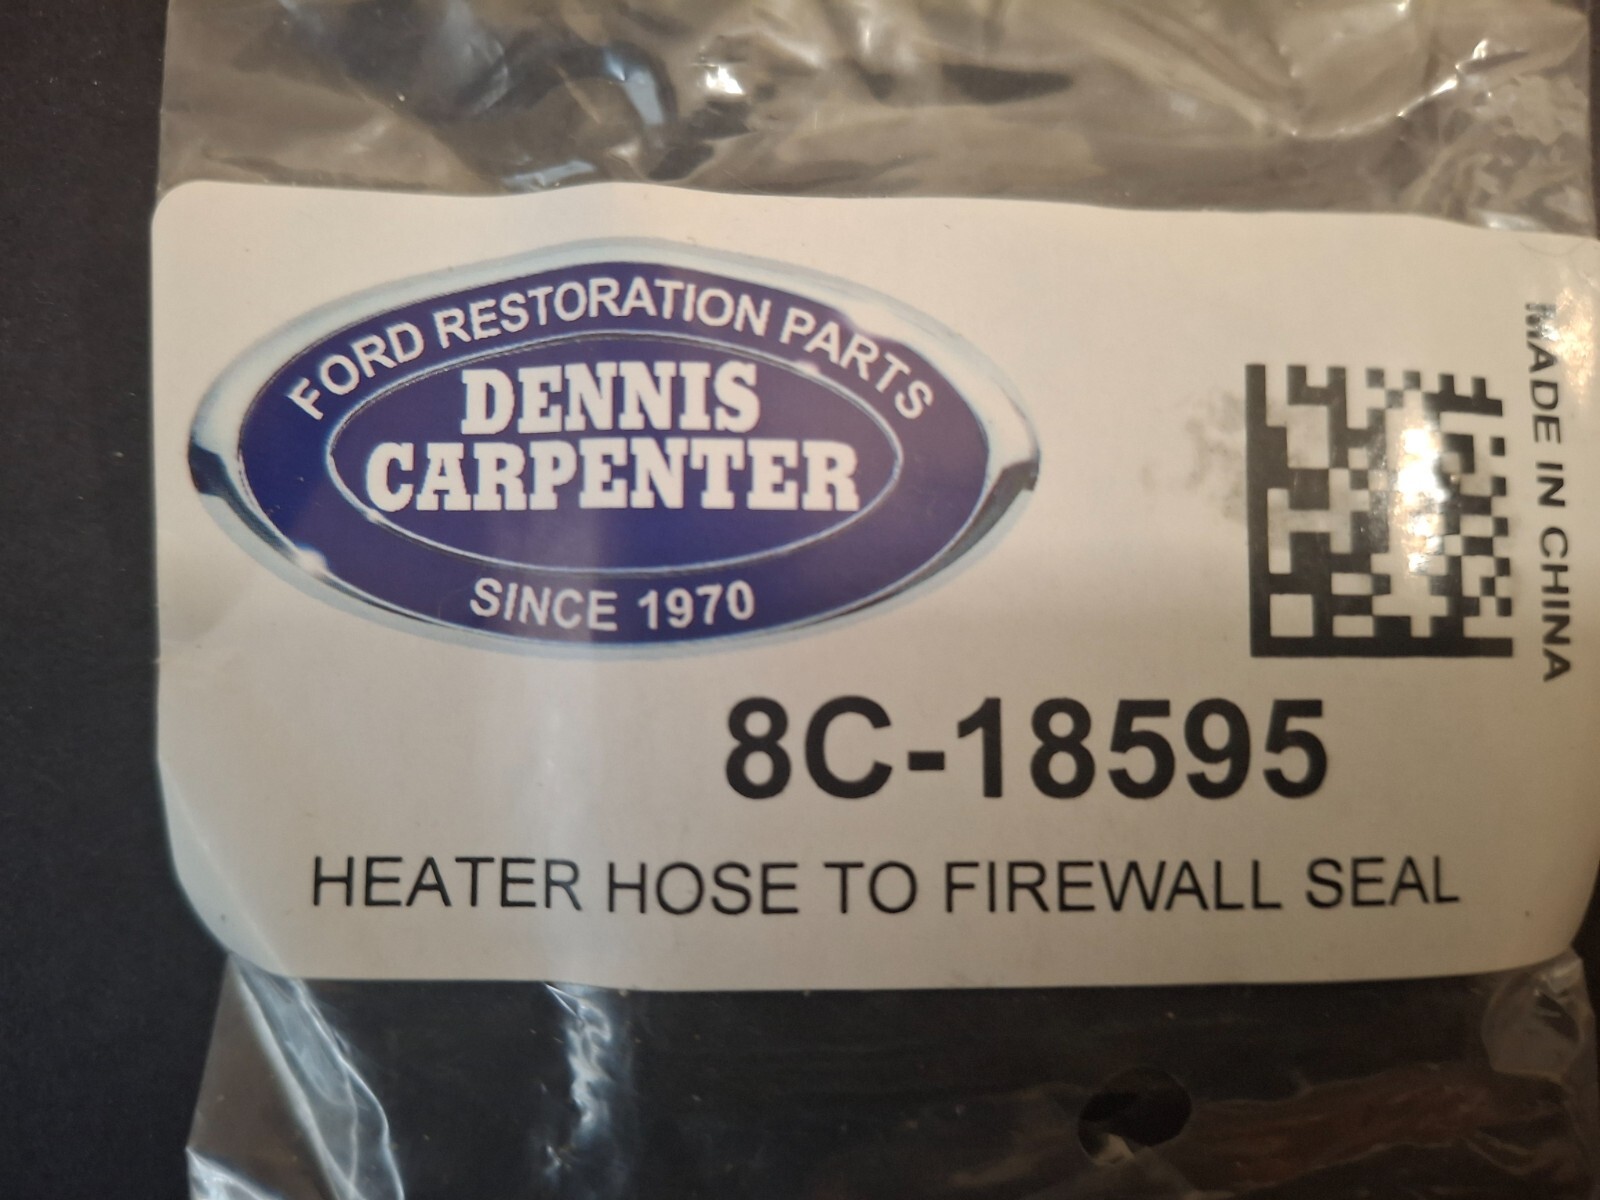 FORD RESTORATION PARTS
DENNIS
CARPENTER
SINCE 1970
MADE IN CHINA
8C-18595
HEATER HOSE TO FIREWALL SEAL